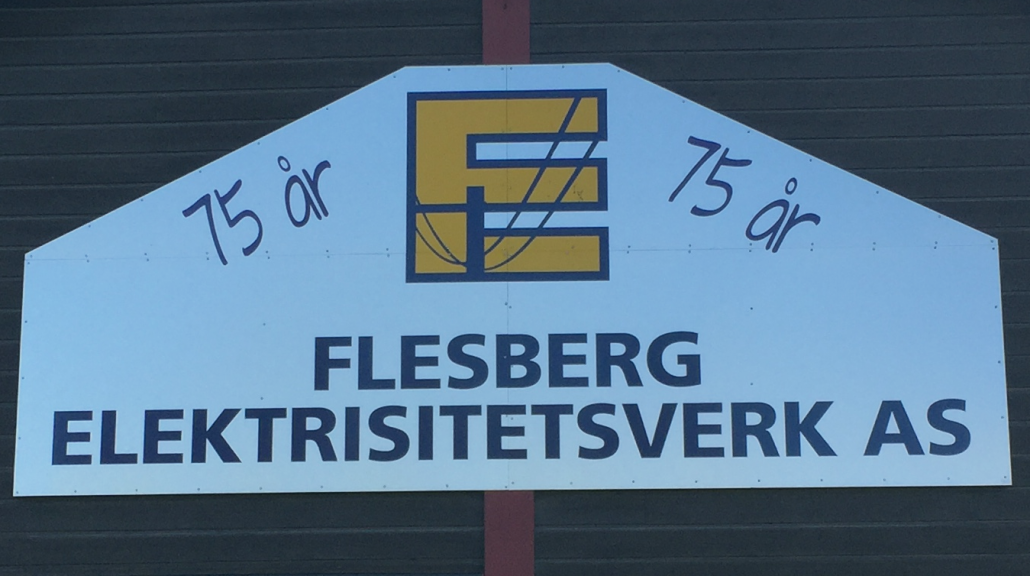 75 år
75 år
FLESBERG
ELEKTRISITETSVERK AS